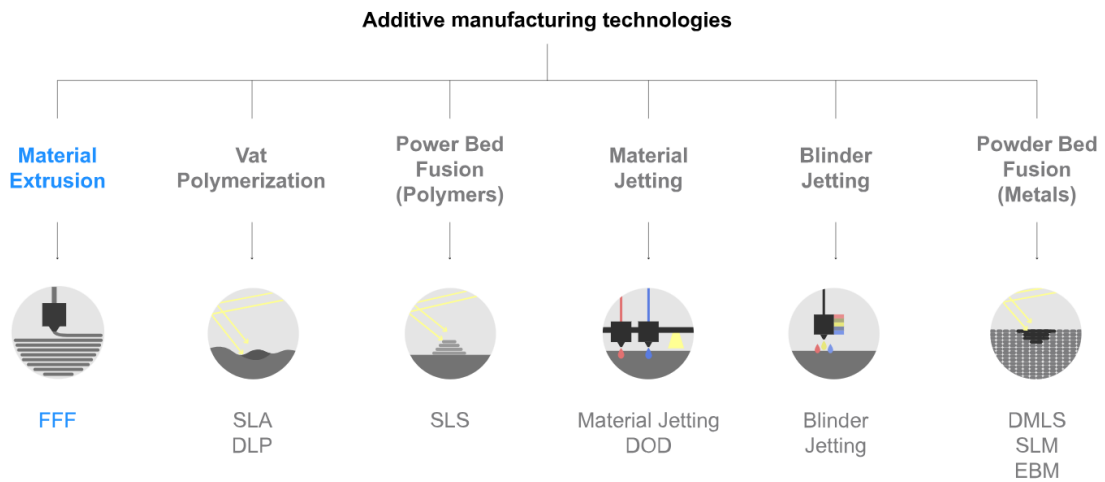 Additive manufacturing technologies
Material
Extrusion
Vat
Polymerization
Power Bed
Fusion
(Polymers)
Material
Jetting
Blinder
Jetting
Powder Bed
Fusion
(Metals)
FFF
SLA
DLP
SLS
Material Jetting
DOD
Blinder
Jetting
DMLS
SLM
EBM